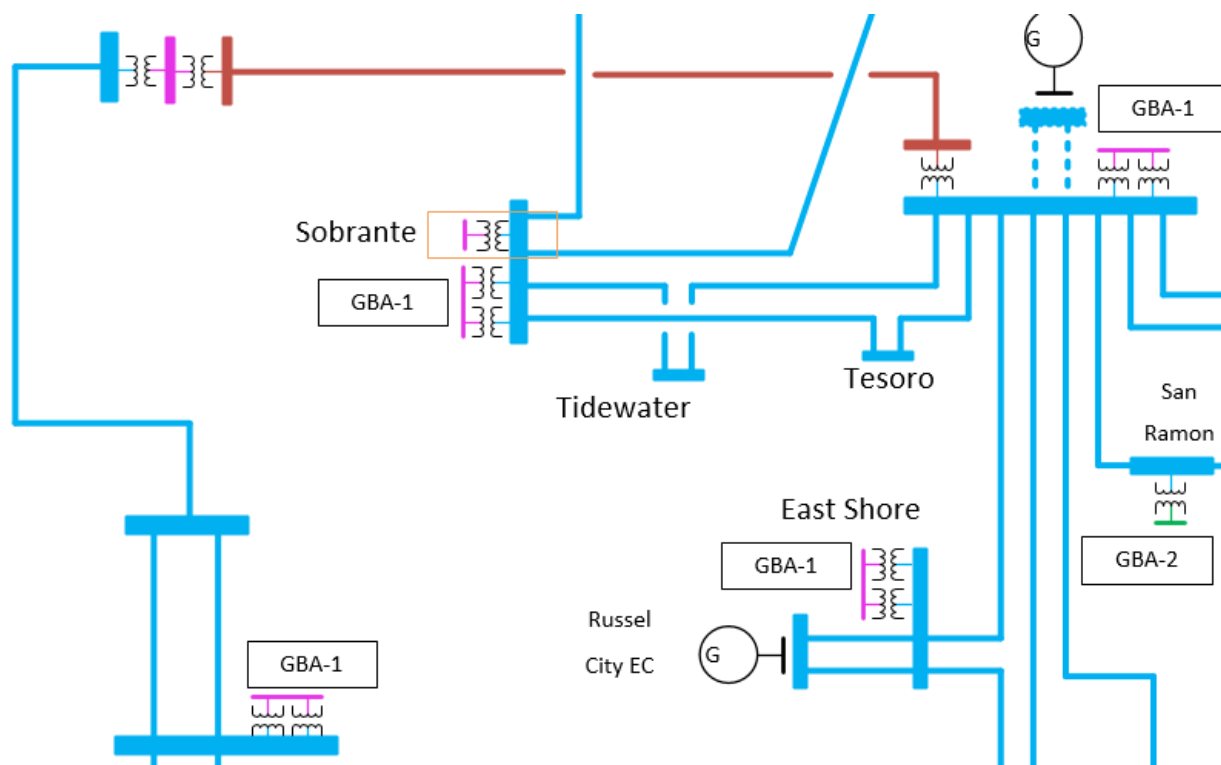 G
GBA-1
Sobrante
GBA-1
Tesoro
Tidewater
San
Ramon
East Shore
GBA-1
GBA-2
Russel
City EC
G
GBA-1